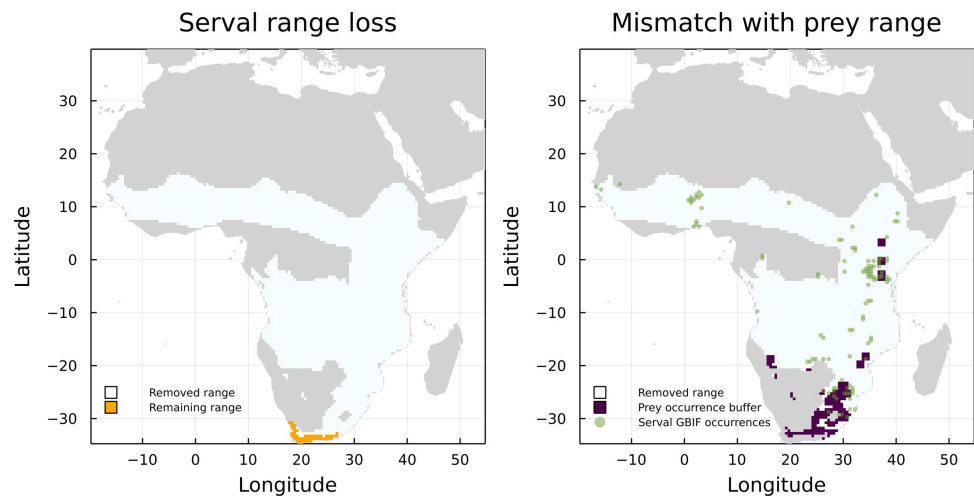 Serval range loss
Latitude
30
20
10
0
−10
−20
−30
Removed range
Remaining range
−10
0
10
20
30
40
50
Longitude
Mismatch with prey range
Latitude
30
20
10
0
−10
−20
−30
Removed range
Prey occurrence buffer
Serval GBIF occurrences
−10
0
10
20
30
40
50
Longitude